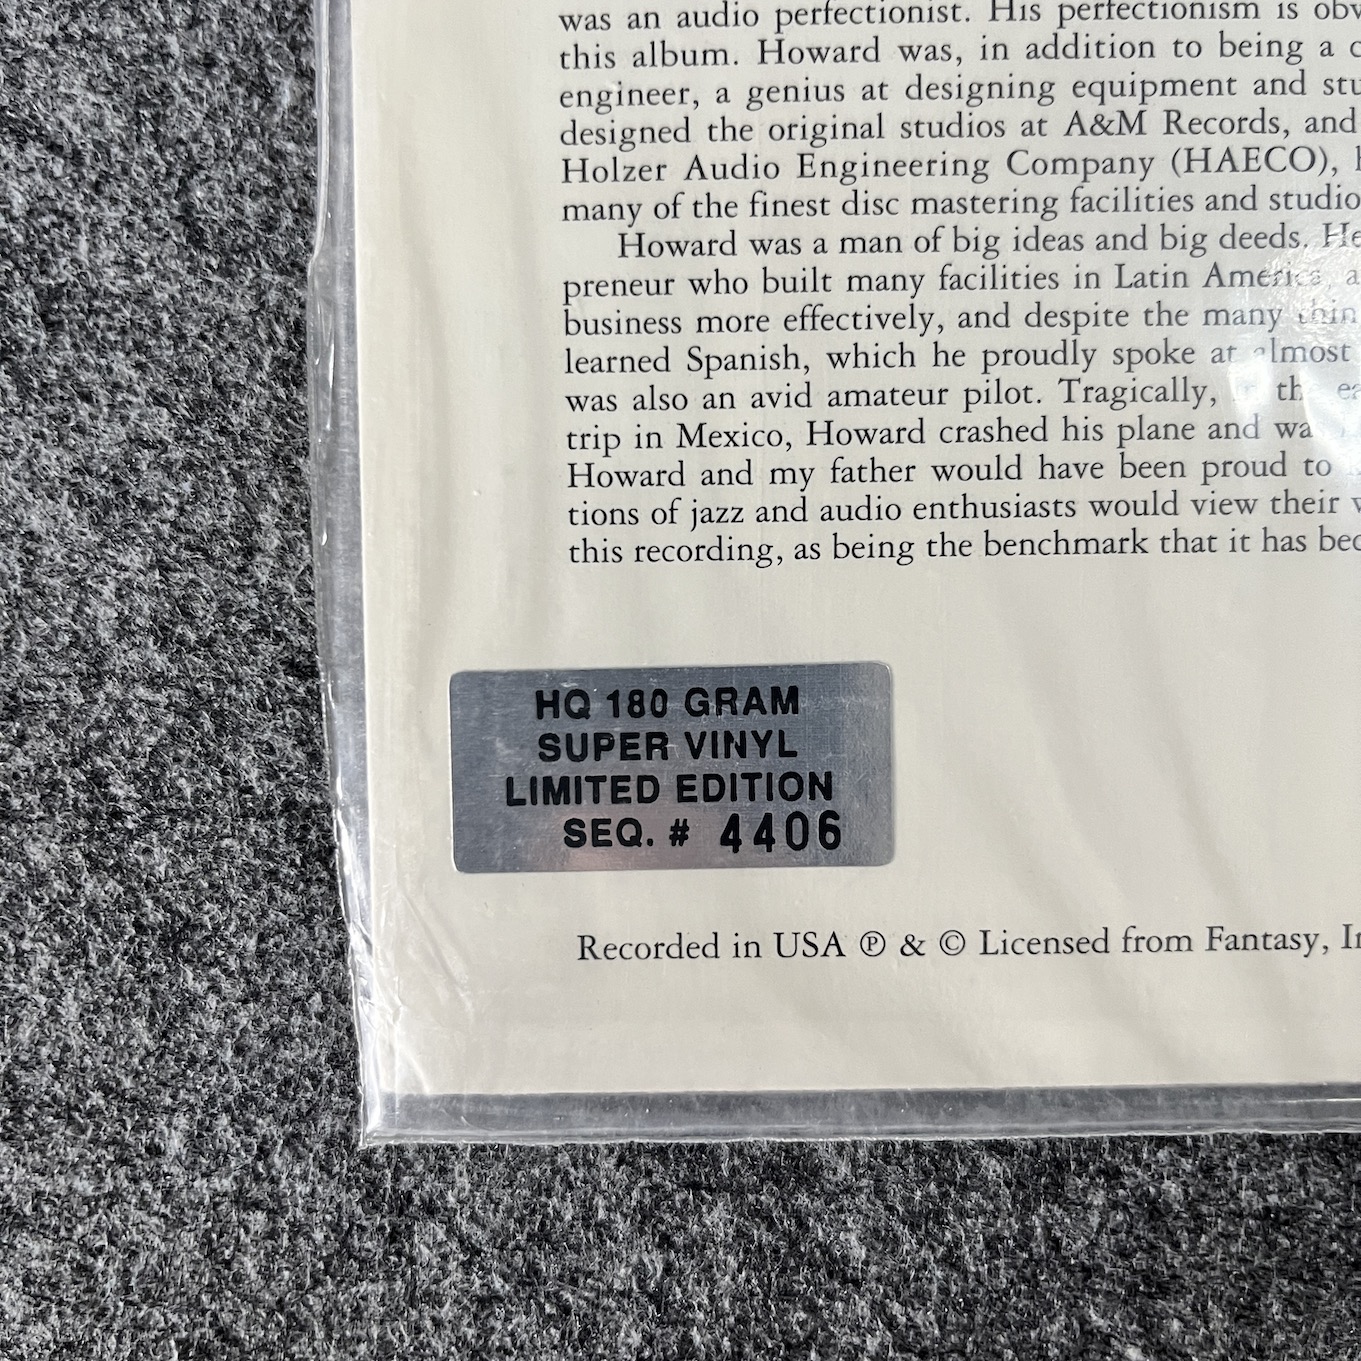 was an audio perfectionist. His perfectionism is
this album. Howard was, in addition to being a
engineer, a genius at designing equipment and
designed the original studios at A&M Records, and
Holzer Audio Engineering Company (HAECO),
many of the finest disc mastering facilities and
Howard was a man of big ideas and big deeds. He
preneur who built many facilities in Latin America,
business more effectively, and despite the many
learned Spanish, which he proudly spoke at almost
was also an avid amateur pilot. Tragically,
trip in Mexico, Howard crashed his plane and
Howard and my father would have been proud to
tions of jazz and audio enthusiasts would view their
this recording, as being the benchmark that it has
HQ 180 GRAM
SUPER VINYL
LIMITED EDITION
SEQ. # 4406
Recorded in USA ℗ & © Licensed from Fantasy,